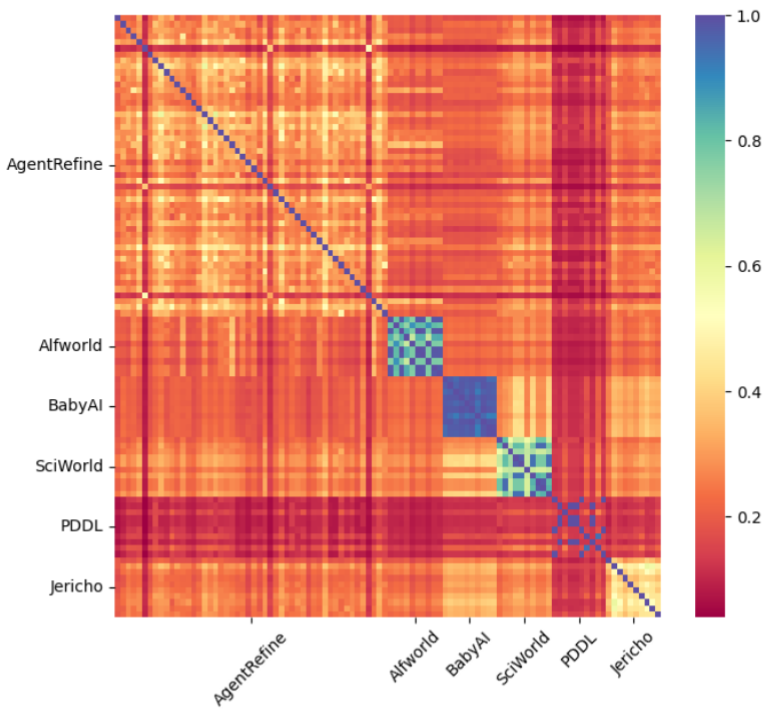 AgentRefine
Alfworld
BabyAI
SciWorld
PDDL
Jericho
AgentRefine
Alfworld
BabyAI
SciWorld
PDDL
Jericho
1.0
0.8
0.6
0.4
0.2